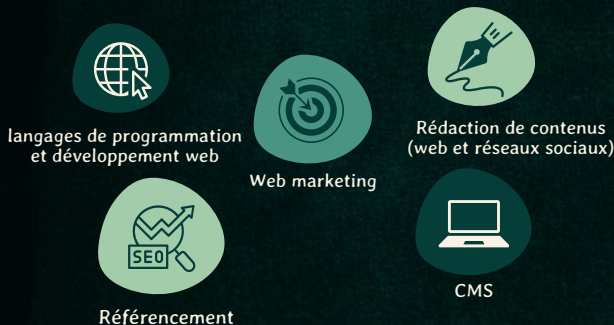 langages de programmation
et développement web
Web marketing
Rédaction de contenus
(web et réseaux sociaux)
SEO
Référencement
CMS